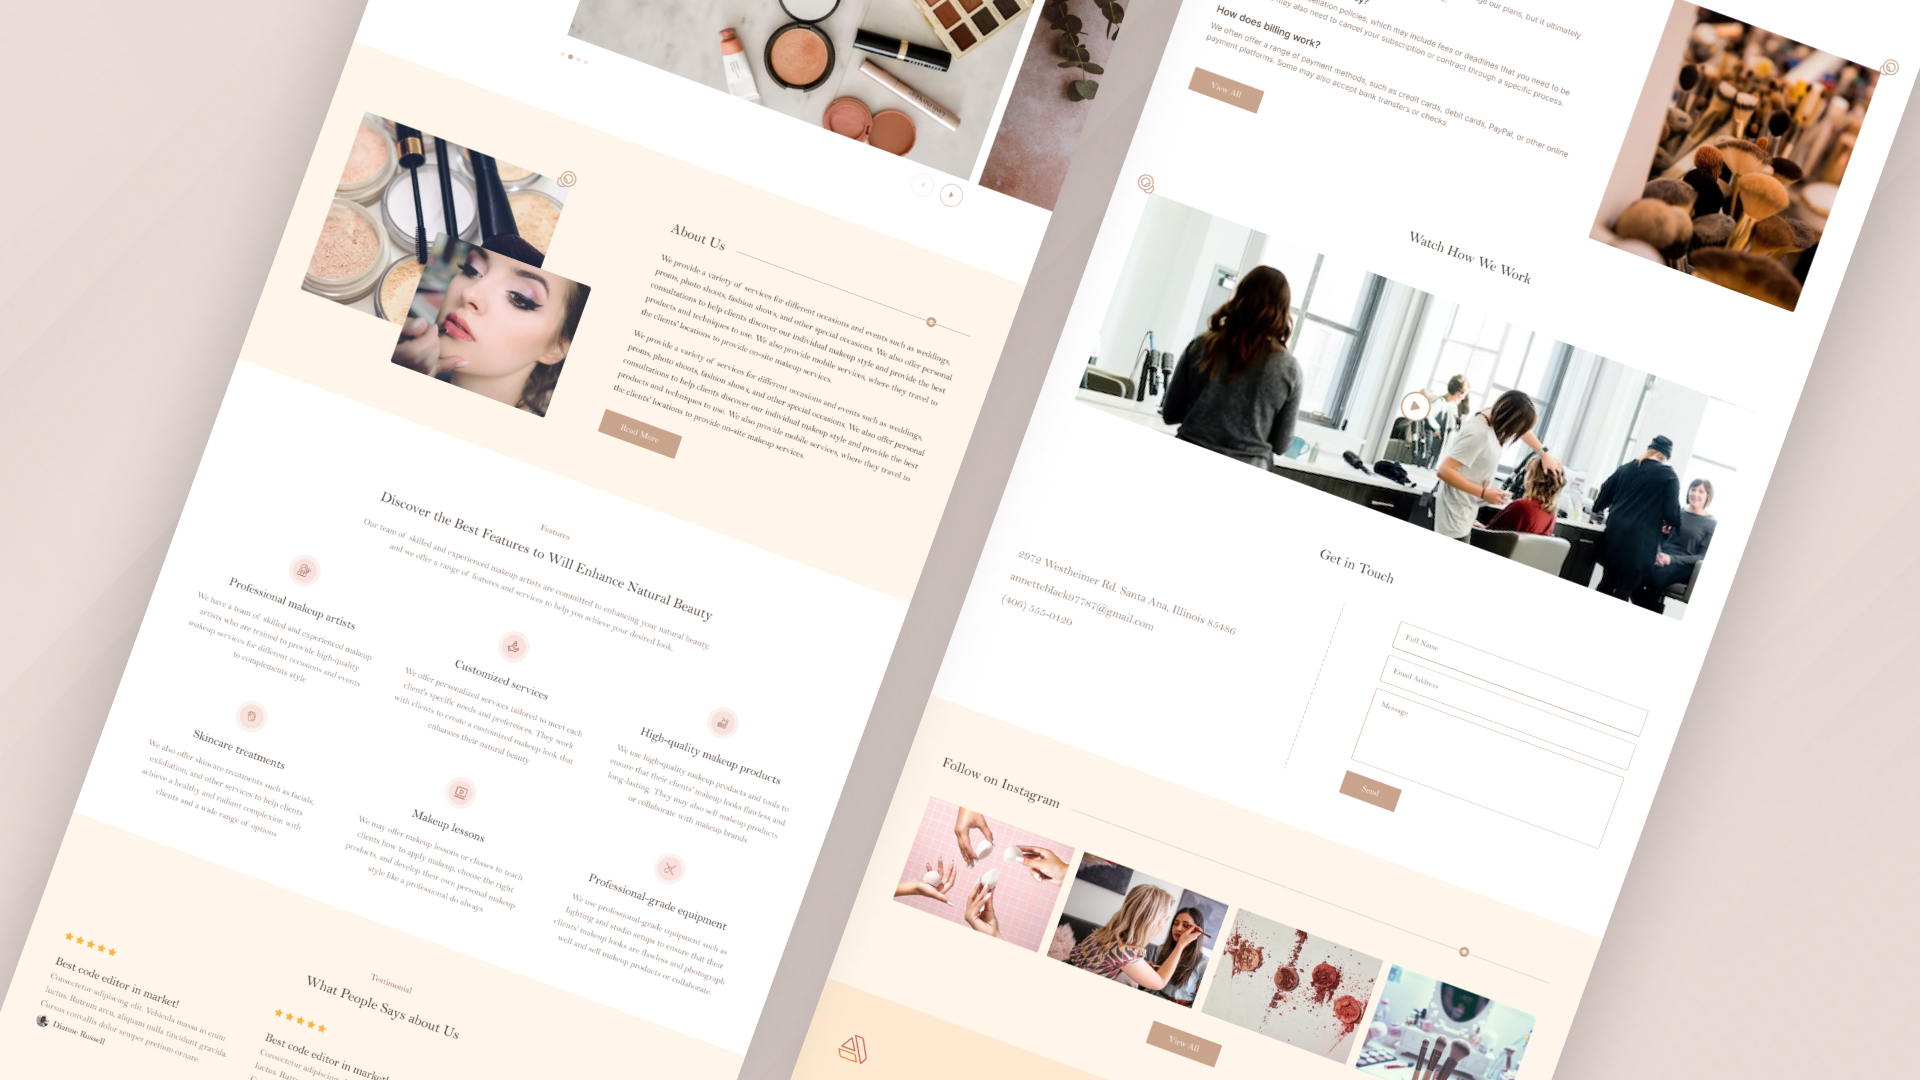 About Us
We provide a variety of services for different occasions and events such as weddings,
proms, photo shoots, fashion shows, and other special occasions. We also offer personal
consultations to help clients discover our individual makeup style and provide the best
products and techniques to use. We also provide mobile services, where they travel to
the clients' locations to provide on-site makeup services.
We provide a variety of services for different occasions and events such as weddings,
proms, photo shoots, fashion shows, and other special occasions. We also offer personal
consultations to help clients discover our individual makeup style and provide the best
products and techniques to use. We also provide mobile services, where they travel to
the clients' locations to provide on-site makeup services.
Read More
Features
Discover the Best Features to Will Enhance Natural Beauty
Our team of skilled and experienced makeup artists are committed to enhancing your natural beauty,
and we offer a range of features and services to help you achieve your desired look.
Professional makeup artists
We have a team of skilled and experienced makeup
artists who are trained to provide high-quality
makeup services for different occasions and events
to complements style
Customized services
We offer personalized services tailored to meet each
client's specific needs and preferences. They work
with clients to create a customized makeup look that
enhances their natural beauty
High-quality makeup products
We use high-quality makeup products and tools to
ensure that their clients' makeup looks flawless and
long-lasting. They may also sell makeup products
or collaborate with makeup brands
Skincare treatments
We also offer skincare treatments such as facials,
exfoliation, and other services to help clients
achieve a healthy and radiant complexion with
clients and a wide range of options
Makeup lessons
We may offer makeup lessons or classes to teach
clients how to apply makeup, choose the right
products, and develop their own personal makeup
style like a professional do always
Professional-grade equipment
We use professional-grade equipment such as
lighting and studio setups to ensure that their
clients' makeup looks are flawless and photograph
well and sell makeup products or collaborate.
Testimonial
What People Says about Us
Best code editor in market!
Consectetur adipiscing elit. Vehicula massa in enim
luctus. Rutrum arcu, aliquam nulla tincidunt gravida.
Cursus convallis dolor semper pretium ornare.
Dianne Russell
Best code editor in market!
Consectetur adipiscing
luctus. Rutrum
ge our plans, but it ultimately
ellation policies, which may include fees or deadlines that you need to be
may also need to cancel your subscription or contract through a specific process.
How does billing work?
We often offer a range of payment methods, such as credit cards, debit cards, PayPal, or other online
payment platforms. Some may also accept bank transfers or checks.
View All
Watch How We Work
Get in Touch
2972 Westheimer Rd. Santa Ana, Illinois 85486
annetteblack97787@gmail.com
(406) 555-0120
Full Name
Email Address
Message
Send
Follow on Instagram
View All